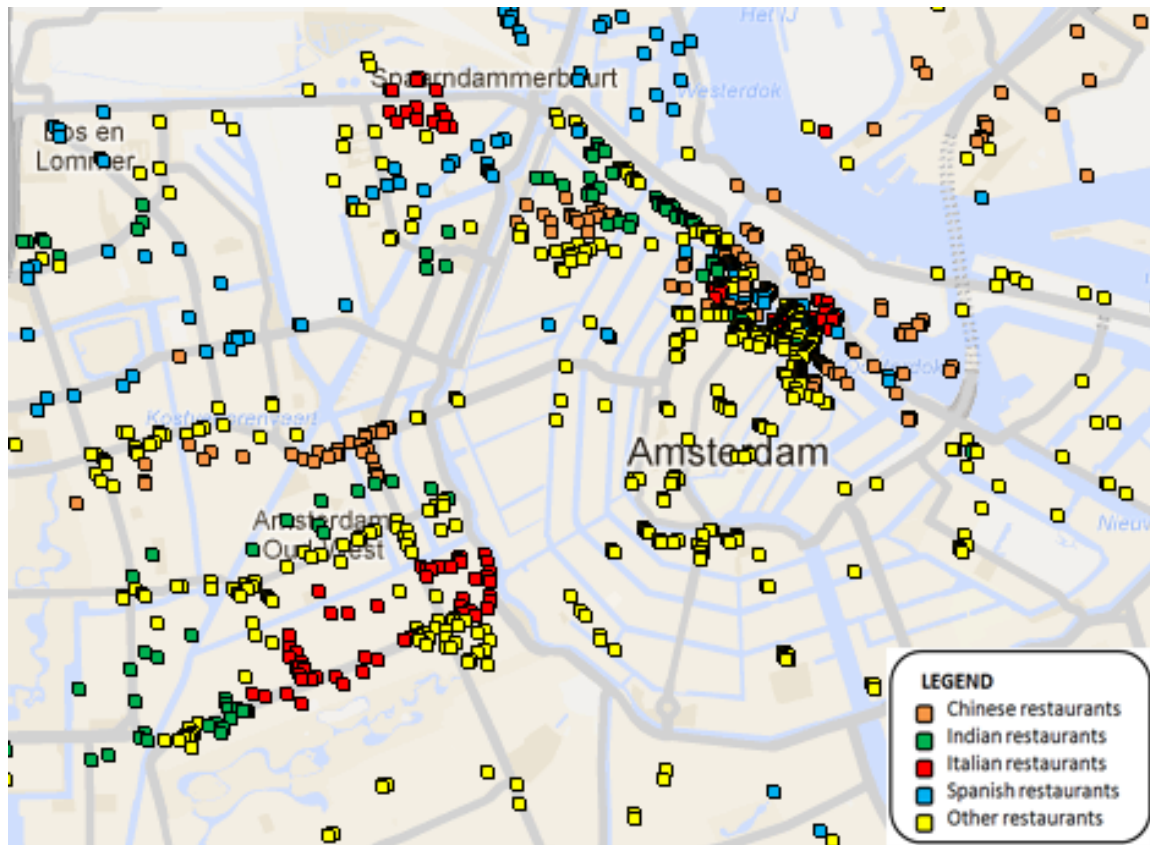 Het IJ
Spaarndammerbuurt
Westerdok
Bos en
Lommer
Oosterdok
Kostverlorenvaart
Amsterdam
Amsterdam
Oud-West
Nieuw
LEGEND
Chinese restaurants
Indian restaurants
Italian restaurants
Spanish restaurants
Other restaurants